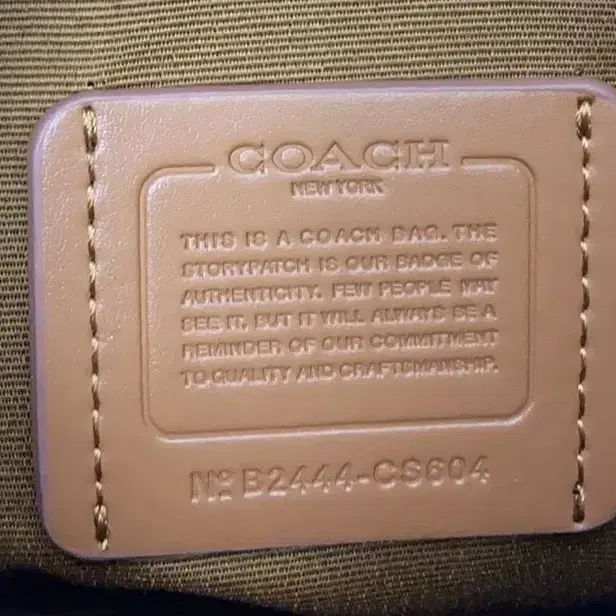 COACH
NEW YORK
THIS IS A COACH BAG. THE
STORYPATCH IS OUR BADGE OF
AUTHENTICITY. FEW PEOPLE MAY
SEE IT, BUT IT WILL ALWAYS BE A
REMINDER OF OUR COMMITMENT
TO QUALITY AND CRAFTSMANSHIP.
Nº B2444-CS604